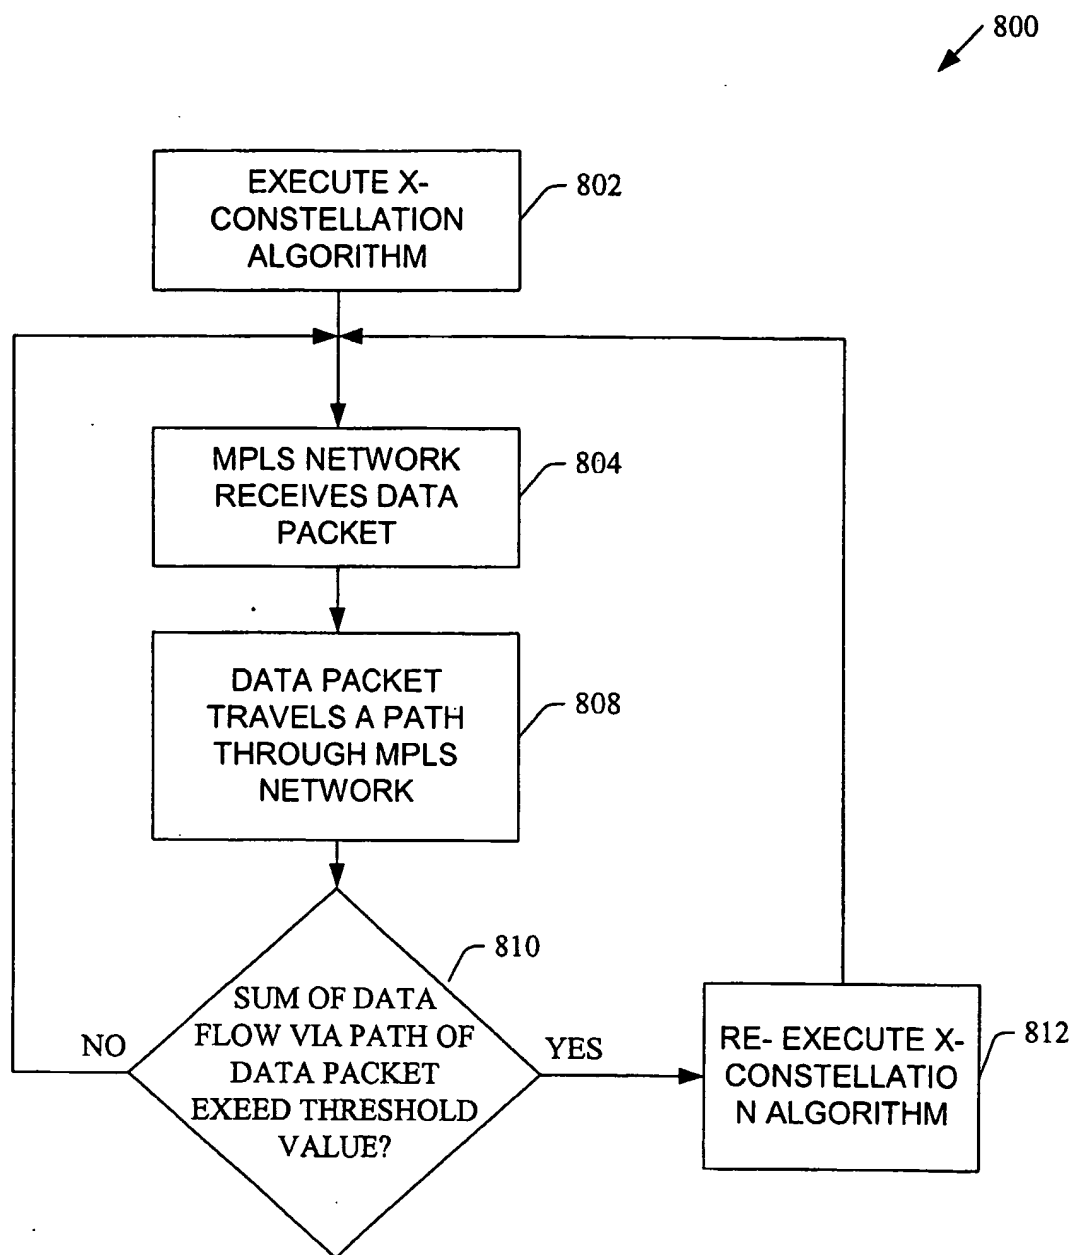 800
EXECUTE X-
CONSTELLATION
ALGORITHM
802
MPLS NETWORK
RECEIVES DATA
PACKET
804
DATA PACKET
TRAVELS A PATH
THROUGH MPLS
NETWORK
808
810
SUM OF DATA
FLOW VIA PATH OF
DATA PACKET
EXEED THRESHOLD
VALUE?
NO
YES
RE- EXECUTE X-
CONSTELLATIO
N ALGORITHM
812